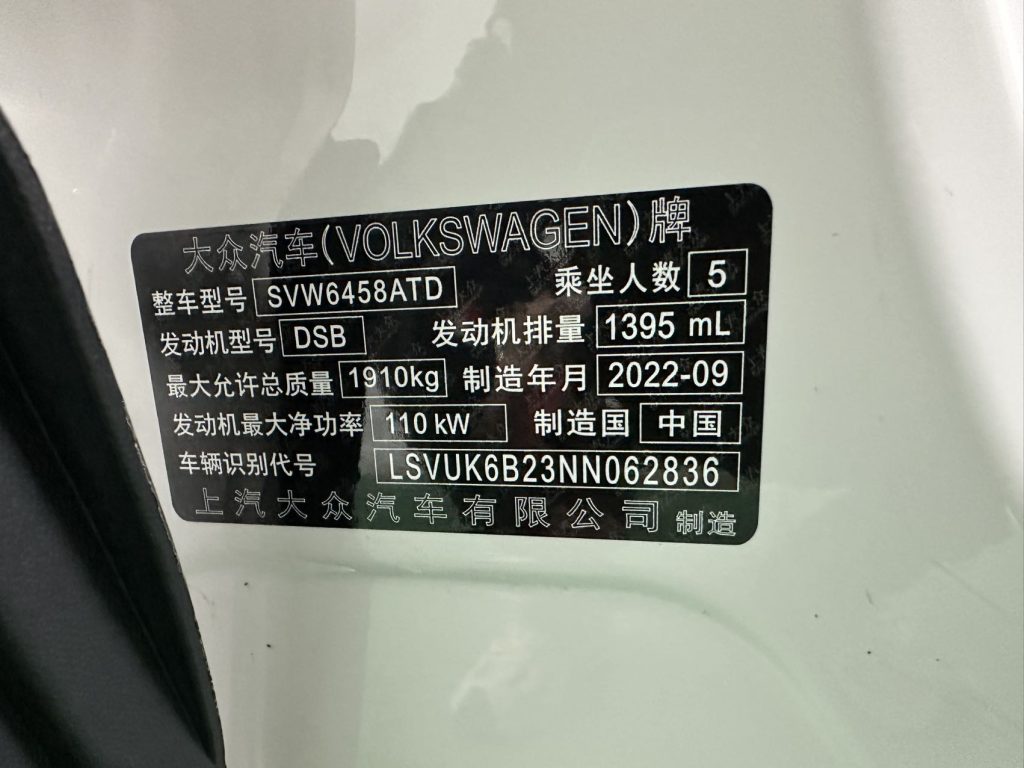 大众汽车(VOLKSWAGEN)牌
整车型号 SVW6458ATD 乘坐人数 5
发动机型号 DSB 发动机排量 1395 mL
最大允许总质量 1910kg 制造年月 2022-09
发动机最大净功率 110 kW 制造国 中国
车辆识别代号 LSVUK6B23NN062836
上汽大众汽车有限公司 制造